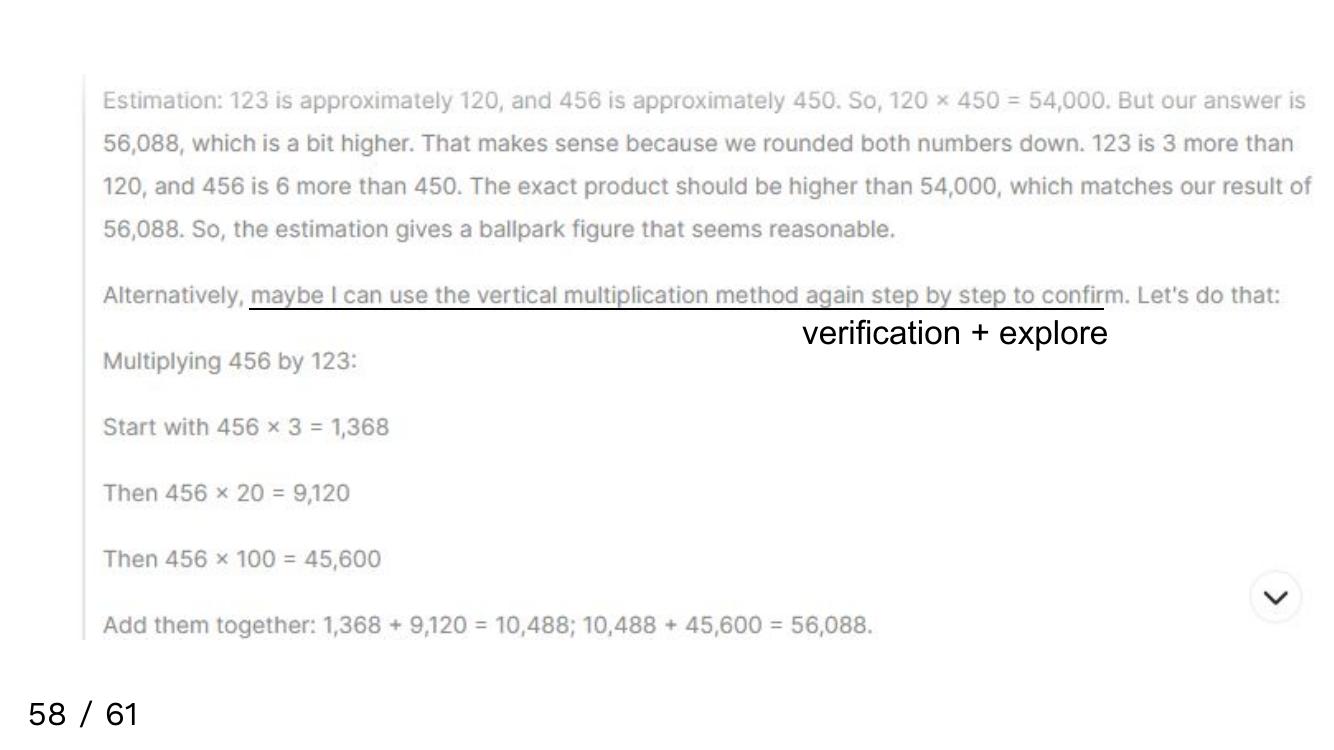 Estimation: 123 is approximately 120, and 456 is approximately 450. So, 120 × 450 = 54,000. But our answer is
56,088, which is a bit higher. That makes sense because we rounded both numbers down. 123 is 3 more than
120, and 456 is 6 more than 450. The exact product should be higher than 54,000, which matches our result of
56,088. So, the estimation gives a ballpark figure that seems reasonable.
Alternatively, maybe I can use the vertical multiplication method again step by step to confirm. Let's do that:
verification + explore
Multiplying 456 by 123:
Start with 456 × 3 = 1,368
Then 456 × 20 = 9,120
Then 456 × 100 = 45,600
Add them together: 1,368 + 9,120 = 10,488; 10,488 + 45,600 = 56,088.
58 / 61